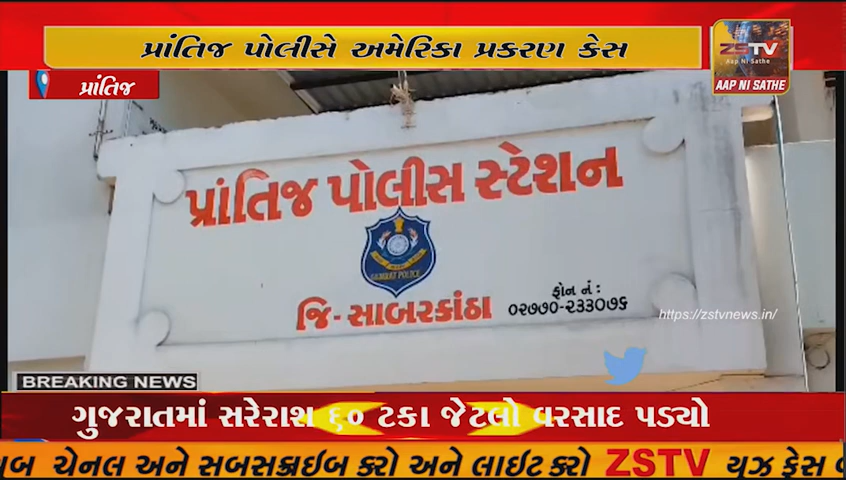 પ્રાંતિજ પોલીસે અમેરિકા પ્રકરણ કેસ
ZSTV
Aap Ni Sathe
AAP NI SATHE
પ્રાંતિજ
પ્રાંતિજ પોલીસ સ્ટેશન
GUJARAT POLICE
જિ- સાબરકાંઠા
ફોન નં :
૦૨૭૭૦-૨૩૩૦૭૬
https://zstvnews.in/
BREAKING NEWS
ગુજરાતમાં સરેરાશ ૬૦ ટકા જેટલો વરસાદ પડ્યો
ચેનલ અને સબસક્રાઇબ કરો અને લાઈટ કરો ZSTV યૂઝ ફેસ